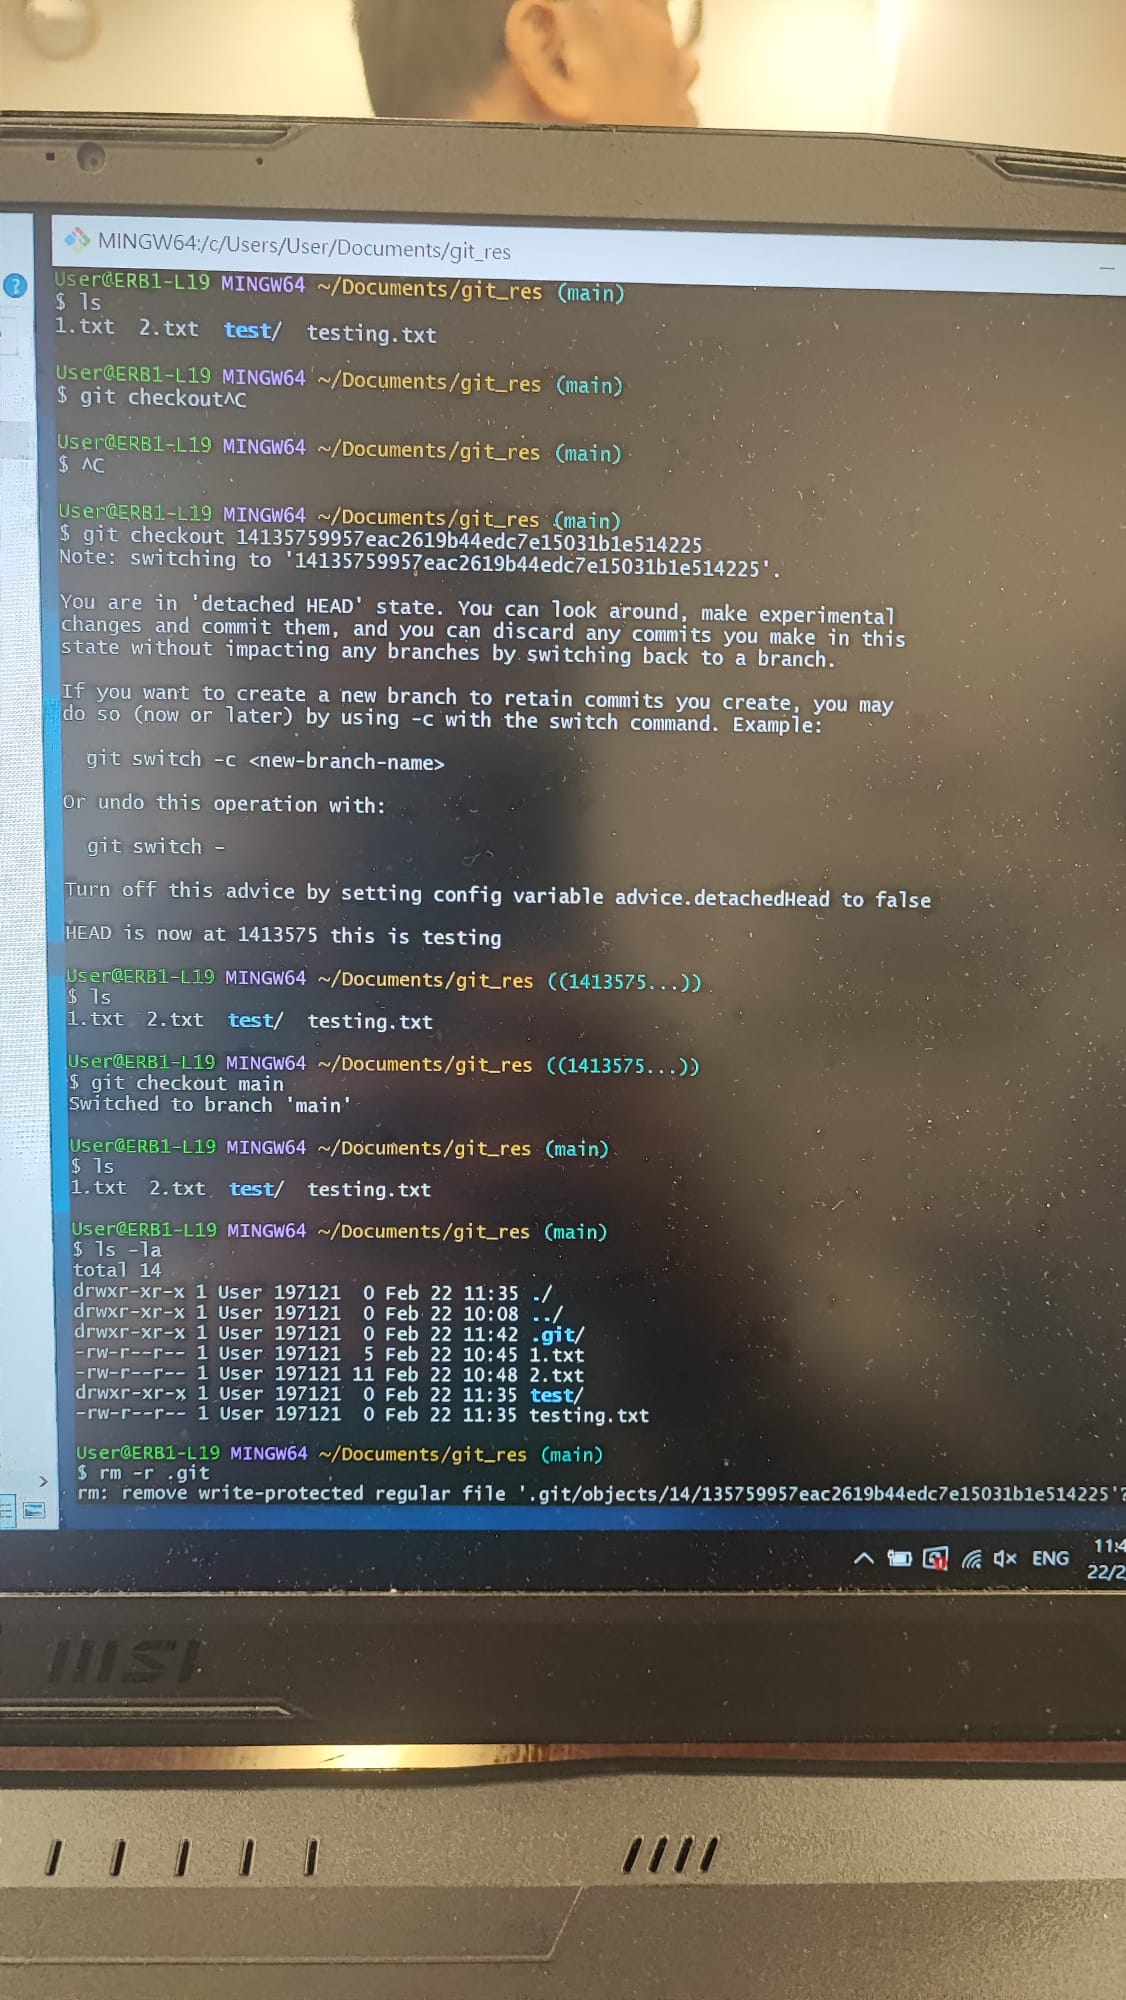 MINGW64:/c/Users/User/Documents/git_res
User@ERB1-L19 MINGW64 ~/Documents/git_res (main)
$ ls
1.txt 2.txt test/ testing.txt
User@ERB1-L19 MINGW64 ~/Documents/git_res (main)
$ git checkout^C
User@ERB1-L19 MINGW64 ~/Documents/git_res (main)
$ ^C
User@ERB1-L19 MINGW64 ~/Documents/git_res (main)
$ git checkout 14135759957eac2619b44edc7e15031b1e514225
Note: switching to '14135759957eac2619b44edc7e15031b1e514225'.
You are in 'detached HEAD' state. You can look around, make experimental
changes and commit them, and you can discard any commits you make in this
state without impacting any branches by switching back to a branch.
If you want to create a new branch to retain commits you create, you may
do so (now or later) by using -c with the switch command. Example:
git switch -c <new-branch-name>
Or undo this operation with:
git switch -
Turn off this advice by setting config variable advice.detachedHead to false
HEAD is now at 1413575 this is testing
User@ERB1-L19 MINGW64 ~/Documents/git_res ((1413575...))
$ ls
1.txt 2.txt test/ testing.txt
User@ERB1-L19 MINGW64 ~/Documents/git_res ((1413575...))
$ git checkout main
Switched to branch 'main'
User@ERB1-L19 MINGW64 ~/Documents/git_res (main)
$ ls
1.txt 2.txt test/ testing.txt
User@ERB1-L19 MINGW64 ~/Documents/git_res (main)
$ ls -la
total 14
drwxr-xr-x 1 User 197121 0 Feb 22 11:35 ./
drwxr-xr-x 1 User 197121 0 Feb 22 10:08 ../
drwxr-xr-x 1 User 197121 0 Feb 22 11:42 .git/
-rw-r--r-- 1 User 197121 5 Feb 22 10:45 1.txt
-rw-r--r-- 1 User 197121 11 Feb 22 10:48 2.txt
drwxr-xr-x 1 User 197121 0 Feb 22 11:35 test/
-rw-r--r-- 1 User 197121 0 Feb 22 11:35 testing.txt
User@ERB1-L19 MINGW64 ~/Documents/git_res (main)
$ rm -r .git
rm: remove write-protected regular file '.git/objects/14/135759957eac2619b44edc7e15031b1e514225'?
ENG
msi